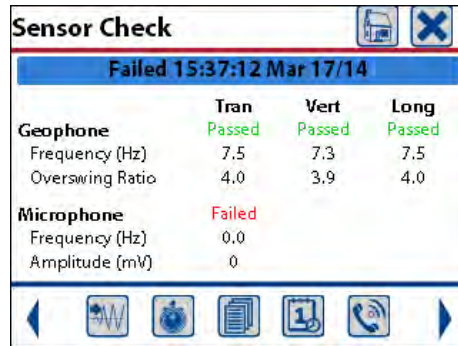 Sensor Check
Failed 15:37:12 Mar 17/14
Tran Vert Long
Geophone Passed Passed Passed
Frequency (Hz) 7.5 7.3 7.5
Overswing Ratio 4.0 3.9 4.0
Microphone Failed
Frequency (Hz) 0.0
Amplitude (mV) 0
1